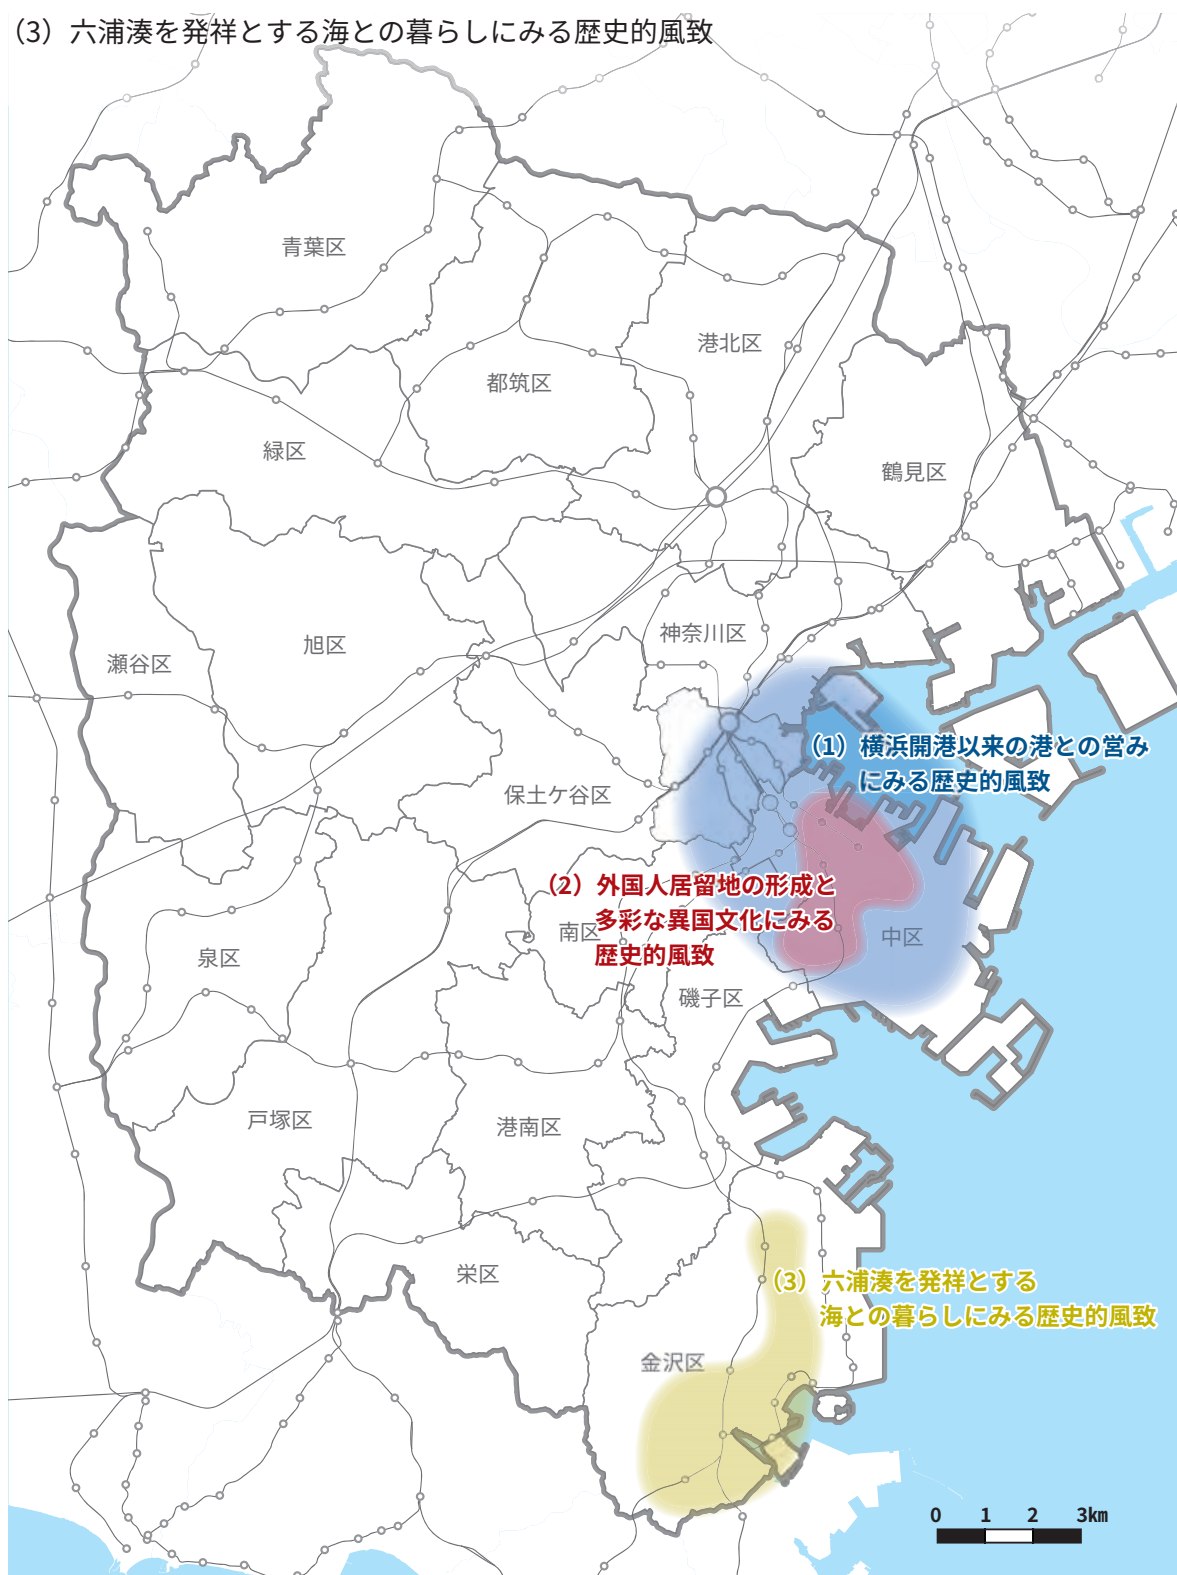 （3）六浦湊を発祥とする海との暮らしにみる歴史的風致
青葉区
港北区
都筑区
緑区
鶴見区
神奈川区
旭区
瀬谷区
（1）横浜開港以来の港との営み
にみる歴史的風致
保土ケ谷区
（2）外国人居留地の形成と
多彩な異国文化にみる
歴史的風致
南区
中区
泉区
磯子区
戸塚区
港南区
栄区
（3）六浦湊を発祥とする
海との暮らしにみる歴史的風致
金沢区
0 1 2 3km